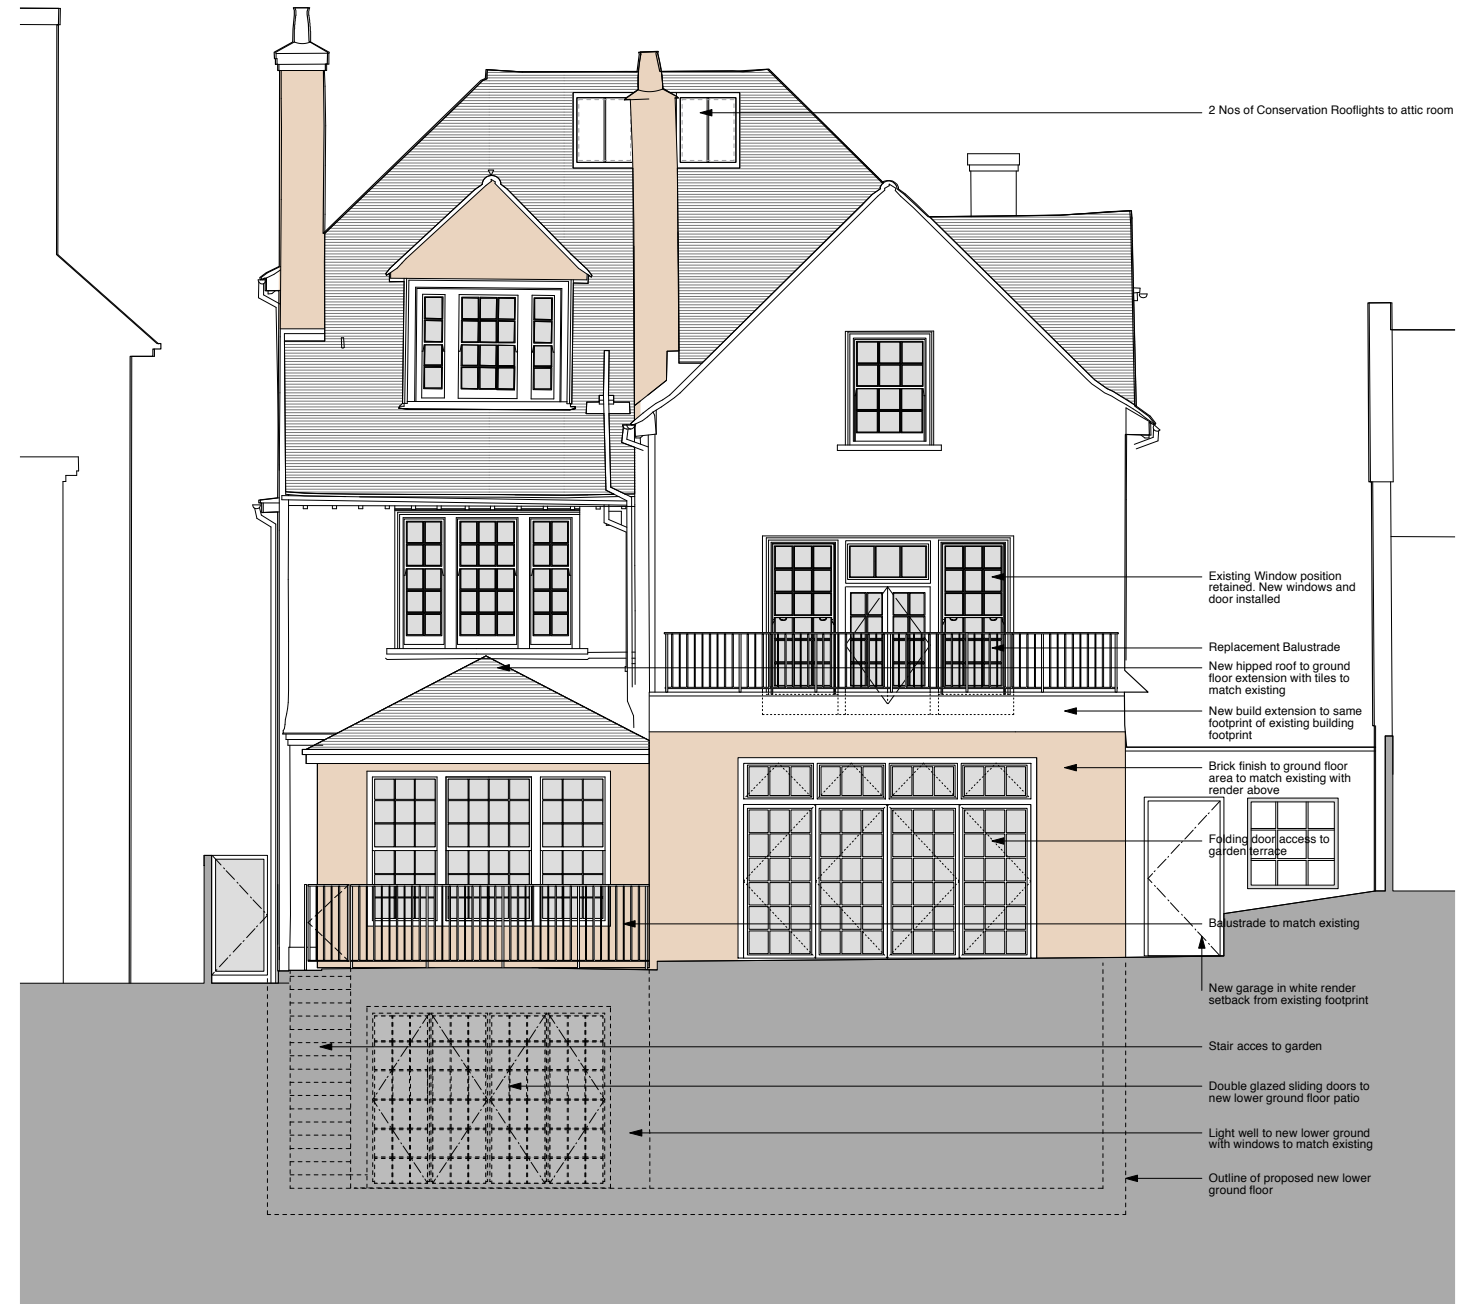 2 Nos of Conservation Rooflights to attic room
Existing Window position
retained. New windows and
door installed
Replacement Balustrade
New hipped roof to ground
floor extension with tiles to
match existing
New build extension to same
footprint of existing building
footprint
Brick finish to ground floor
area to match existing with
render above
Folding door access to
garden terrace
Balustrade to match existing
New garage in white render
setback from existing footprint
Stair acces to garden
Double glazed sliding doors to
new lower ground floor patio
Light well to new lower ground
with windows to match existing
Outline of proposed new lower
ground floor